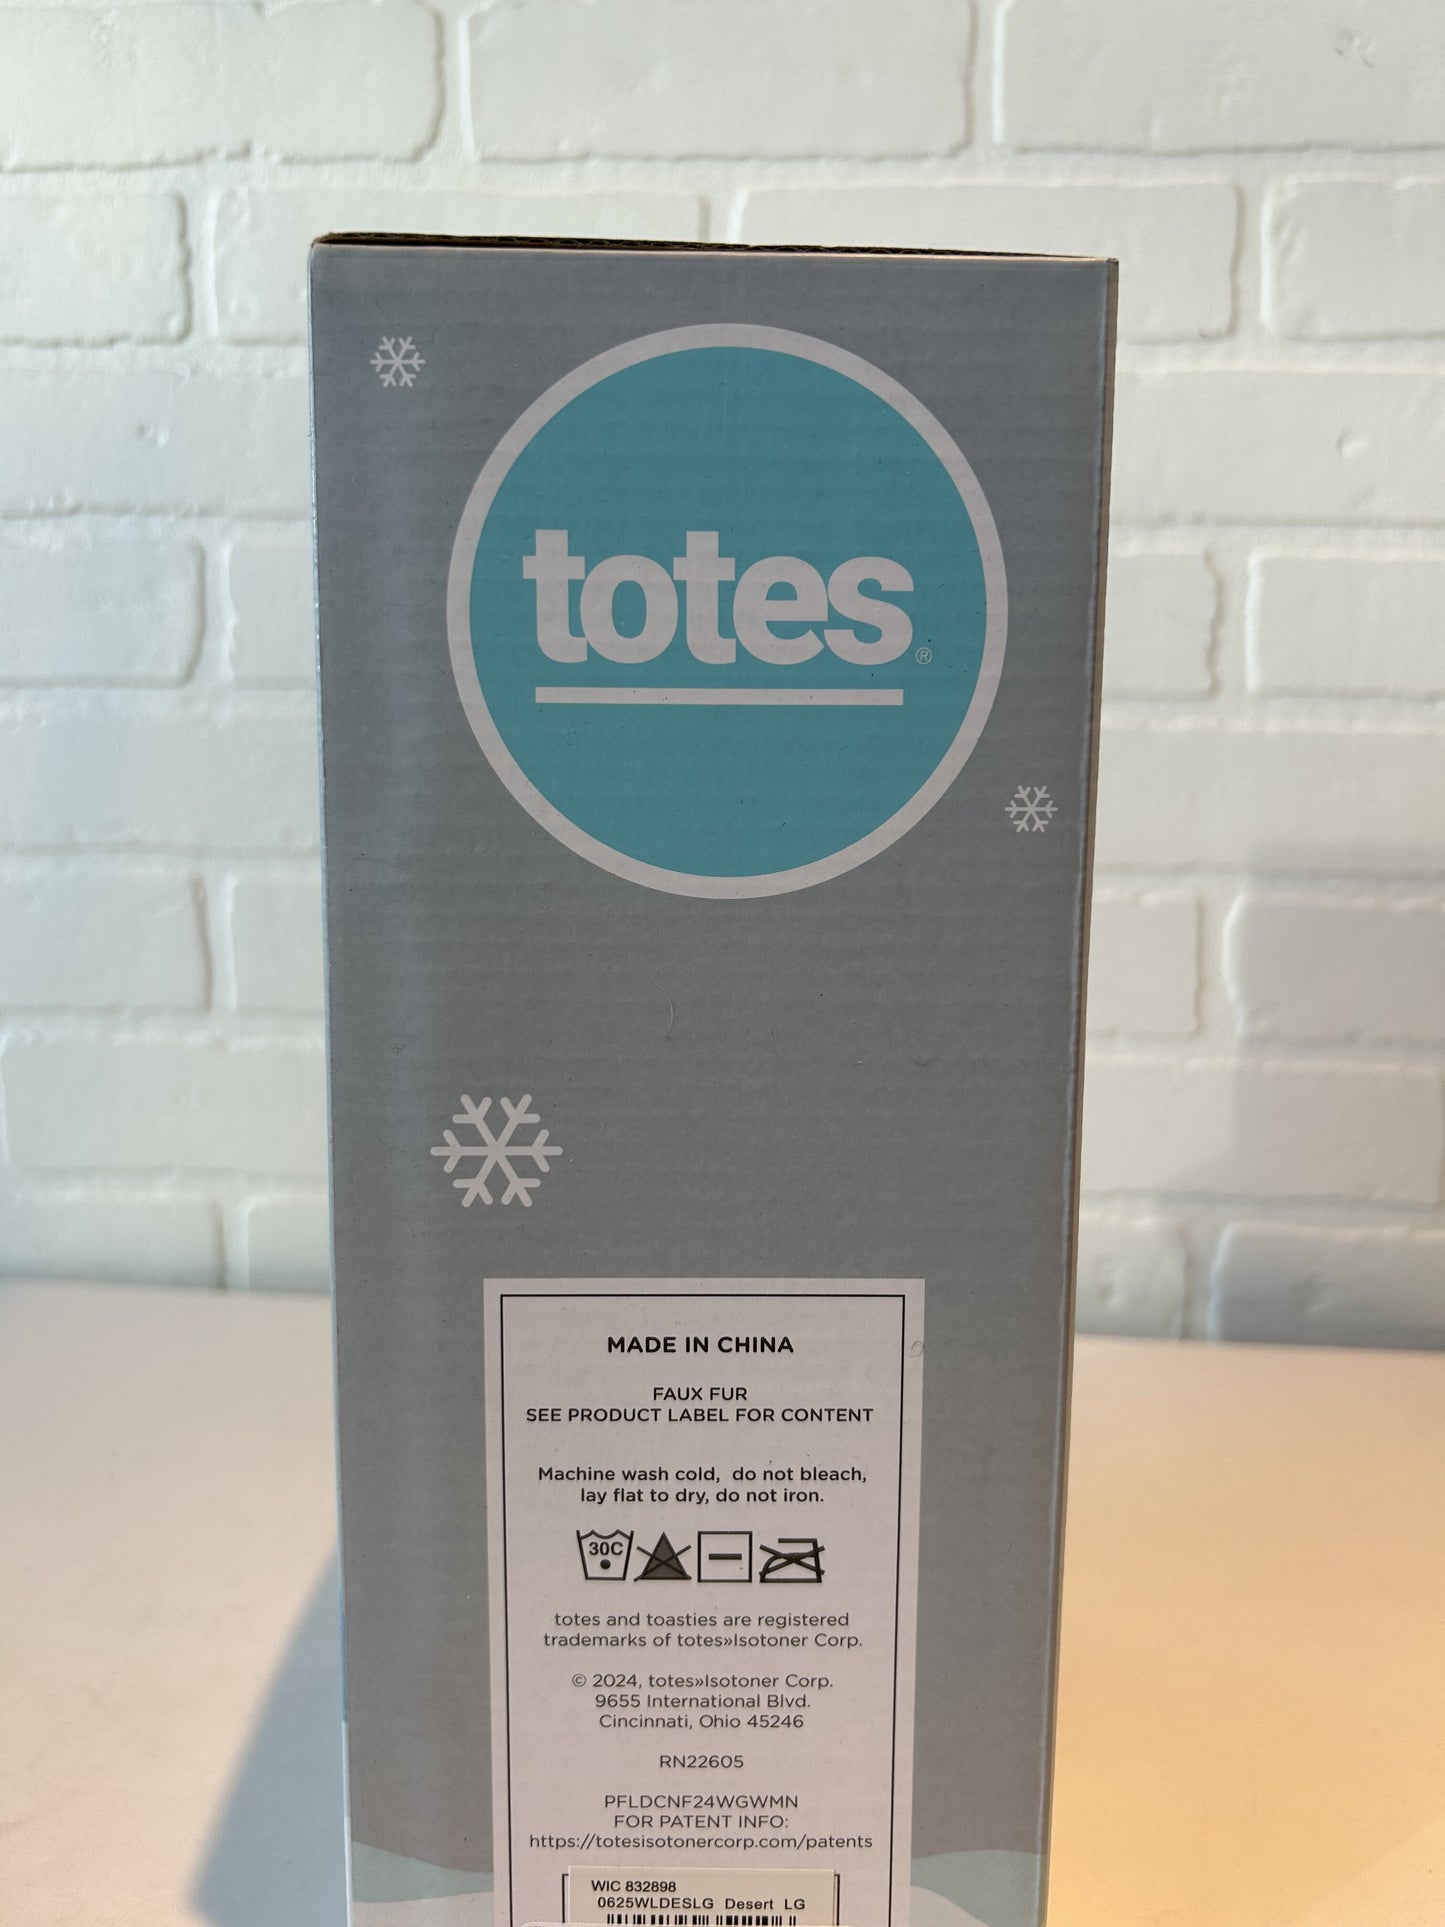 totes®
MADE IN CHINA
FAUX FUR
SEE PRODUCT LABEL FOR CONTENT
Machine wash cold, do not bleach,
lay flat to dry, do not iron.
30C
totes and toasties are registered
trademarks of totes»Isotoner Corp.
© 2024, totes»Isotoner Corp.
9655 International Blvd.
Cincinnati, Ohio 45246
RN22605
PFLDCNF24WGWMN
FOR PATENT INFO:
https://totesisotonercorp.com/patents
WIC 832898
0625WLDESLG Desert LG